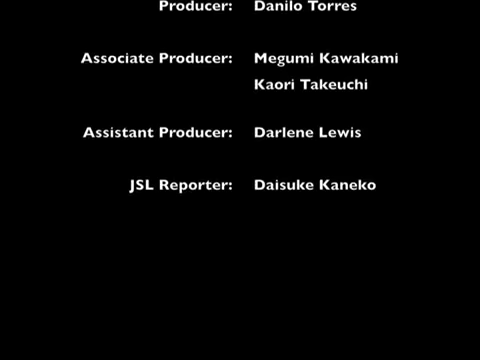 Producer: Danilo Torres
Associate Producer: Megumi Kawakami
Kaori Takeuchi
Assistant Producer: Darlene Lewis
JSL Reporter: Daisuke Kaneko